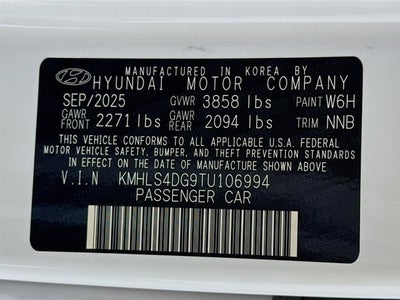 MANUFACTURED IN KOREA BY
HYUNDAI MOTOR COMPANY
SEP/2025 GVWR 3858 lbs PAINT W6H
GAWR FRONT 2271 lbs GAWR REAR 2094 lbs TRIM NNB
THIS VEHICLE CONFORMS TO ALL APPLICABLE U.S.A. FEDERAL
MOTOR VEHICLE SAFETY, BUMPER, AND THEFT PREVENTION STANDARDS
IN EFFECT ON THE DATE OF MANUFACTURE SHOWN ABOVE
V.I.N KMHLS4DG9TU106994
PASSENGER CAR